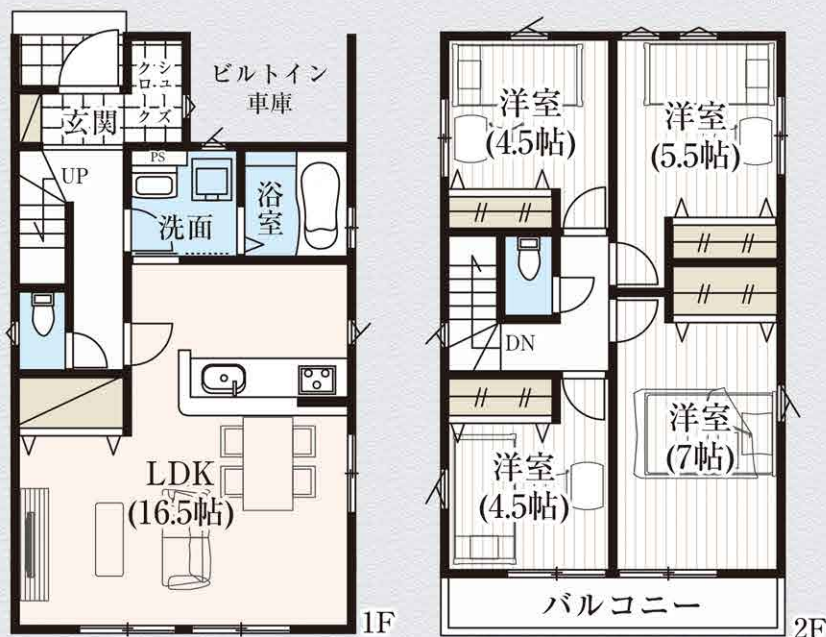 シューズ
クローク
ビルトイン
車庫
玄関
UP
PS
洗面
浴室
LDK
(16.5帖)
1F
洋室
(4.5帖)
洋室
(5.5帖)
DN
洋室
(7帖)
洋室
(4.5帖)
バルコニー
2F